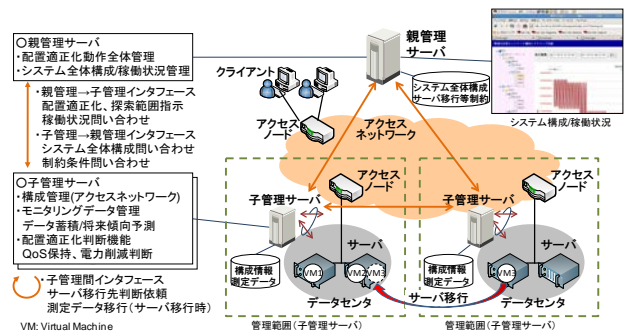 ○親管理サーバ
・配置適正化動作全体管理
・システム全体構成/稼働状況管理
・親管理→子管理インタフェース
配置適正化、探索範囲指示
稼働状況問い合わせ
・子管理→親管理インタフェース
システム全体構成問い合わせ
制約条件問い合わせ
○子管理サーバ
・構成管理(アクセスネットワーク)
・モニタリングデータ管理
データ蓄積/将来傾向予測
・配置適正化判断機能
QoS保持、電力削減判断
・子管理間インタフェース
サーバ移行先判断依頼
測定データ移行(サーバ移行時)
VM: Virtual Machine
親管理
サーバ
クライアント
システム全体構成
サーバ移行等制約
システム構成/稼働状況
アクセス
ノード
アクセス
ネットワーク
アクセス
ノード
子管理サーバ
サーバ
構成情報
測定データ
VM1
VM2
VM3
データセンタ
管理範囲(子管理サーバ)
サーバ移行
アクセス
ノード
子管理サーバ
サーバ
構成情報
測定データ
VM3
データセンタ
管理範囲(子管理サーバ)